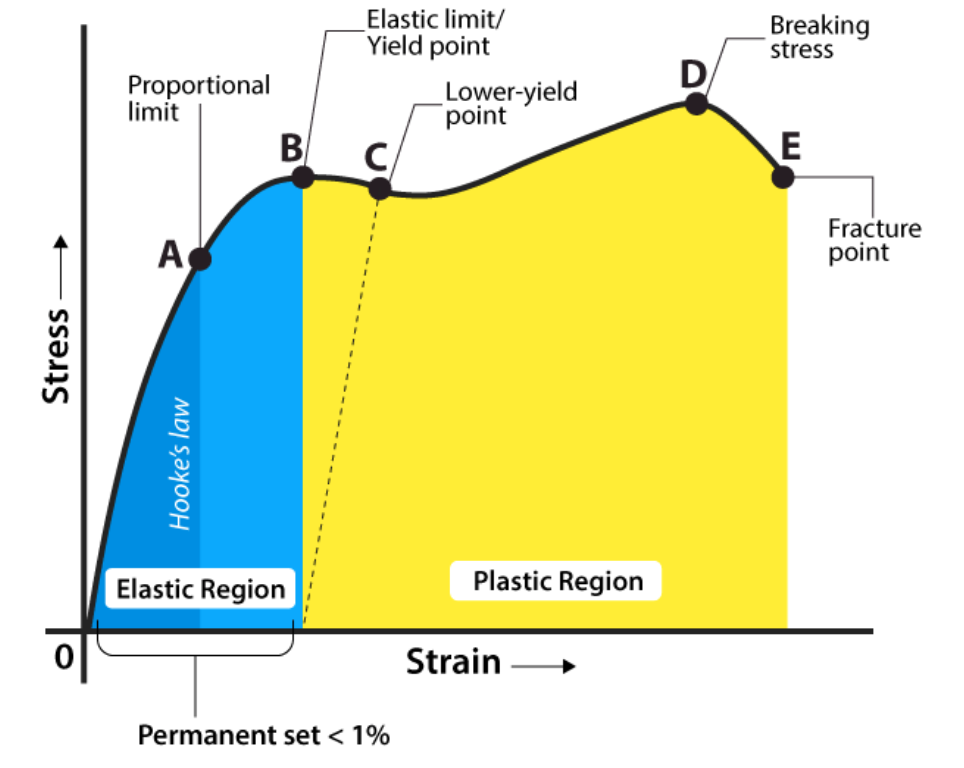 Elastic limit/
Yield point
Breaking
stress
Proportional
limit
Lower-yield
point
D
B
C
E
A
Fracture
point
Stress
Hooke's law
Elastic Region
Plastic Region
0
Strain
Permanent set < 1%